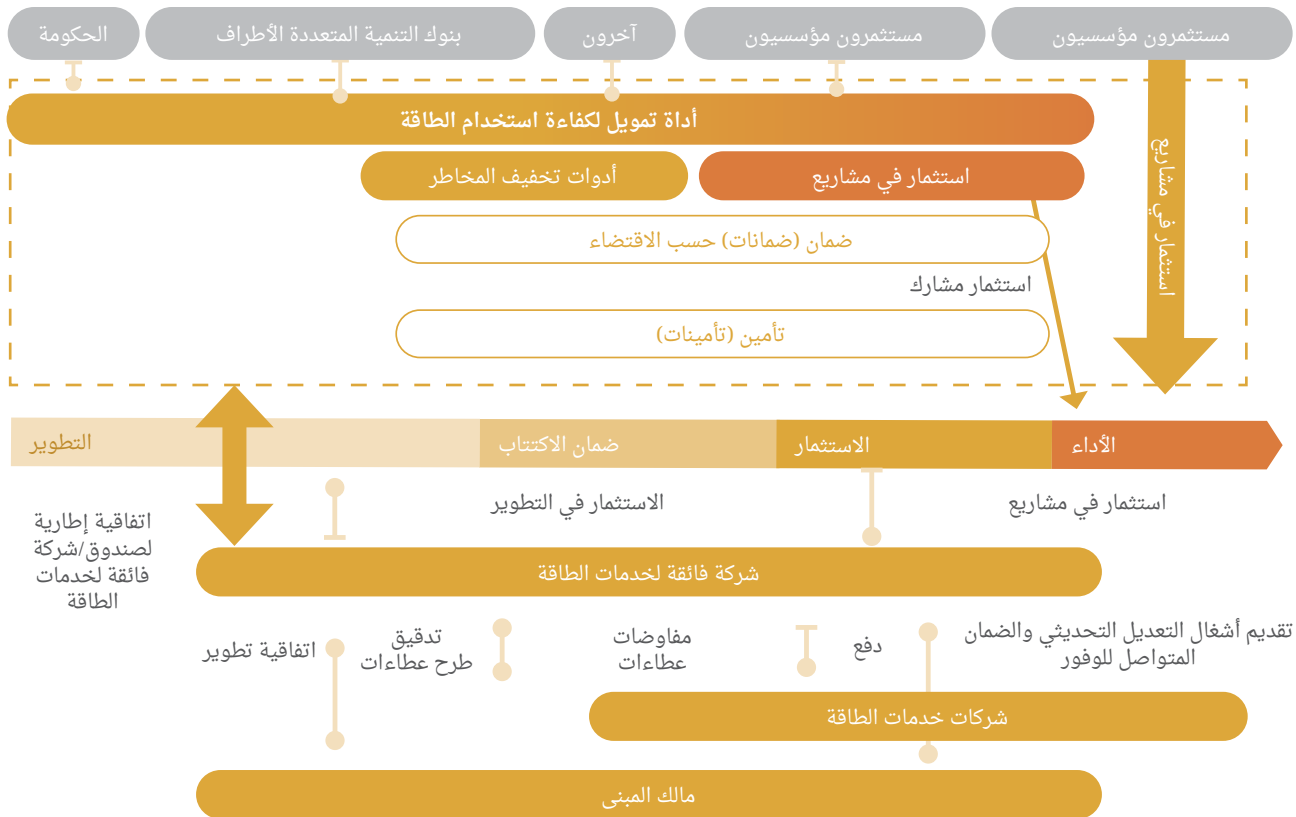 مستثمرون مؤسسيون
مستثمرون مؤسسيون
آخرون
بنوك التنمية المتعددة الأطراف
الحكومة
أداة تمويل لكفاءة استخدام الطاقة
استثمار في مشاريع
أدوات تخفيف المخاطر
استثمار في مشاريع
ضمان (ضمانات) حسب الاقتضاء
استثمار مشارك
تأمين (تأمينات)
التطوير
ضمان الاكتتاب
الاستثمار
الأداء
استثمار في مشاريع
الاستثمار في التطوير
اتفاقية إطارية
لصندوق/شركة
فائقة لخدمات
الطاقة
شركة فائقة لخدمات الطاقة
تقديم أشغال التعديل التحديثي والضمان
المتواصل للوفور
دفع
مفاوضات
عطاءات
تدقيق
طرح عطاءات
اتفاقية تطوير
شركات خدمات الطاقة
مالك المبنى